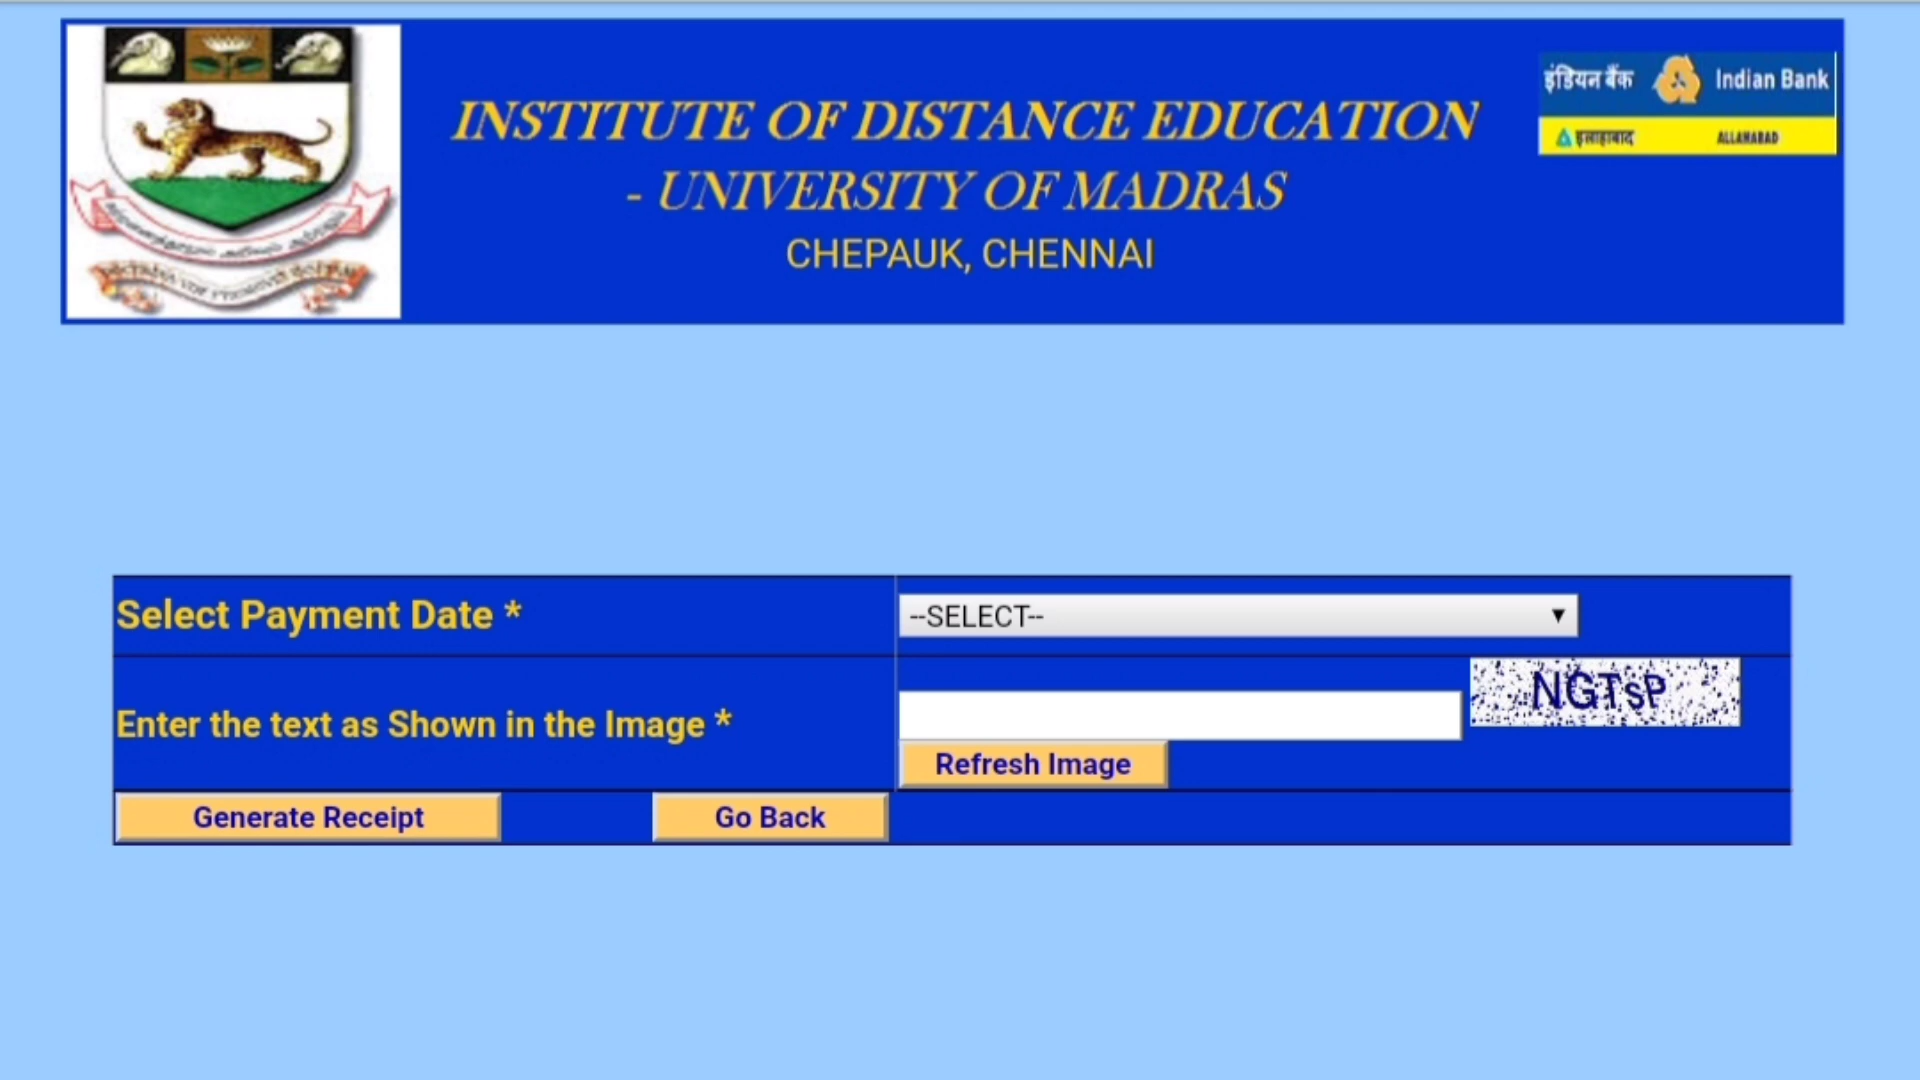 INSTITUTE OF DISTANCE EDUCATION
- UNIVERSITY OF MADRAS
CHEPAUK, CHENNAI
इंडियन बैंक Indian Bank
इलाहाबाद ALLAHABAD
Select Payment Date *
--SELECT--
Enter the text as Shown in the Image *
NGTsP
Refresh Image
Generate Receipt
Go Back